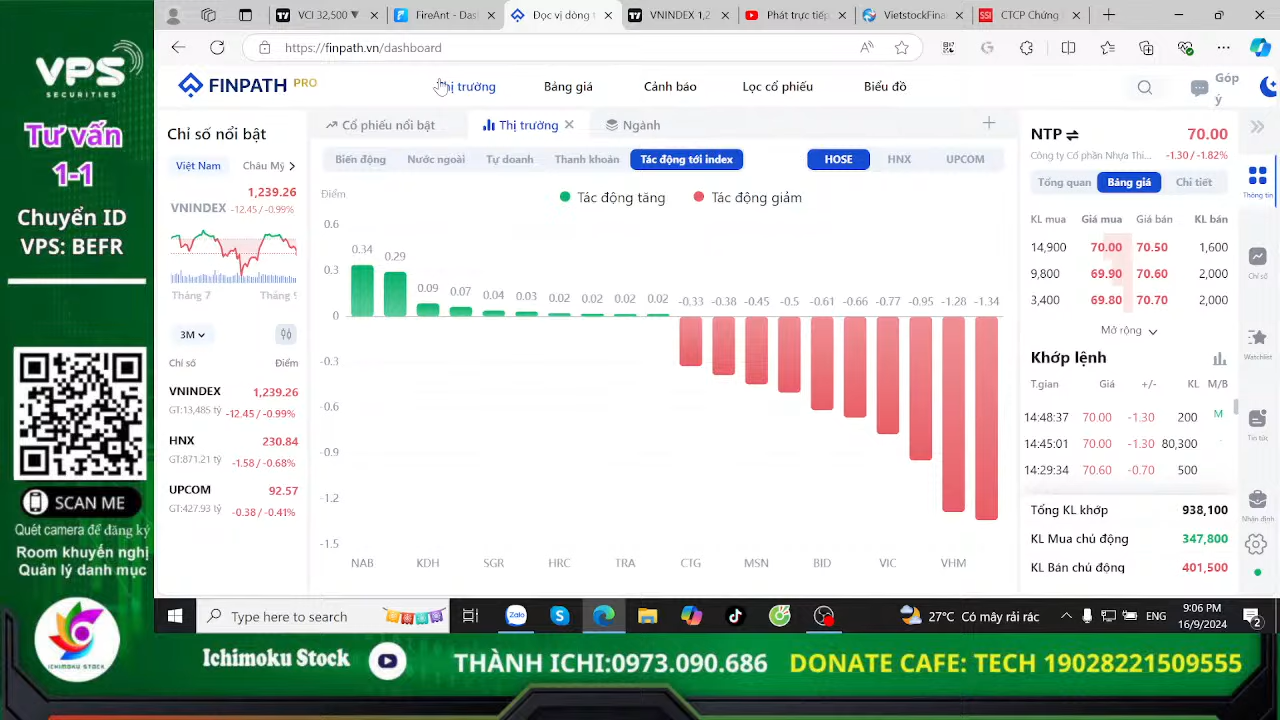 VPS
SECURITIES
Tư vấn
1-1
Chuyển ID
VPS: BEFR
SCAN ME
Quét camera để đăng ký
Room khuyến nghị
Quản lý danh mục
ICHIMOKU STOCK
VCI 32,500 ▼
FireAnt - Das
Đọc vị dòng t
VNINDEX 1,2
Phát trực tiếp
VietstockFina
SSI CTCP Chứng
https://finpath.vn/dashboard
FINPATH PRO
Thị trường Bảng giá Cảnh báo Lọc cổ phiếu Biểu đồ
Góp ý
Chỉ số nổi bật
Việt Nam Châu Mỹ
1,239.26
VNINDEX -12.45 / -0.99%
Tháng 7
3M
Chỉ số Điểm
VNINDEX 1,239.26
GT:13,485 tỷ -12.45 / -0.99%
HNX 230.84
GT:871.21 tỷ -1.58 / -0.68%
UPCOM 92.57
GT:427.93 tỷ -0.38 / -0.41%
Cổ phiếu nổi bật Thị trường Ngành
Biến động Nước ngoài Tự doanh Thanh khoản Tác động tới index HOSE HNX UPCOM
Điểm
Tác động tăng Tác động giảm
0.6
0.3
0
-0.3
-0.6
-0.9
-1.2
-1.5
0.34 0.29 0.09 0.07 0.04 0.03 0.02 0.02 0.02 0.02 -0.33 -0.38 -0.45 -0.5 -0.61 -0.66 -0.77 -0.95 -1.28 -1.34
NAB KDH SGR HRC TRA CTG MSN BID VIC VHM
NTP 70.00
Công ty Cổ phần Nhựa Thi... -1.30 / -1.82%
Tổng quan Bảng giá Chi tiết
KL mua Giá mua Giá bán KL bán
14,900 70.00 70.50 1,600
9,800 69.90 70.60 2,000
3,400 69.80 70.70 2,000
Mở rộng
Khớp lệnh
T.gian Giá +/- KL M/B
14:48:37 70.00 -1.30 200 M
14:45:01 70.00 -1.30 80,300
14:29:34 70.60 -0.70 500
Tổng KL khớp 938,100
KL Mua chủ động 347,800
KL Bán chủ động 401,500
Thông tin
Chỉ số
Watchlist
Tin tức
Nhận định
Type here to search
Zalo
27°C Có mây rải rác
ENG
9:06 PM
16/9/2024
2
Ichimoku Stock
THÀNH ICHI:0973.090.686
DONATE CAFE: TECH 19028221509555